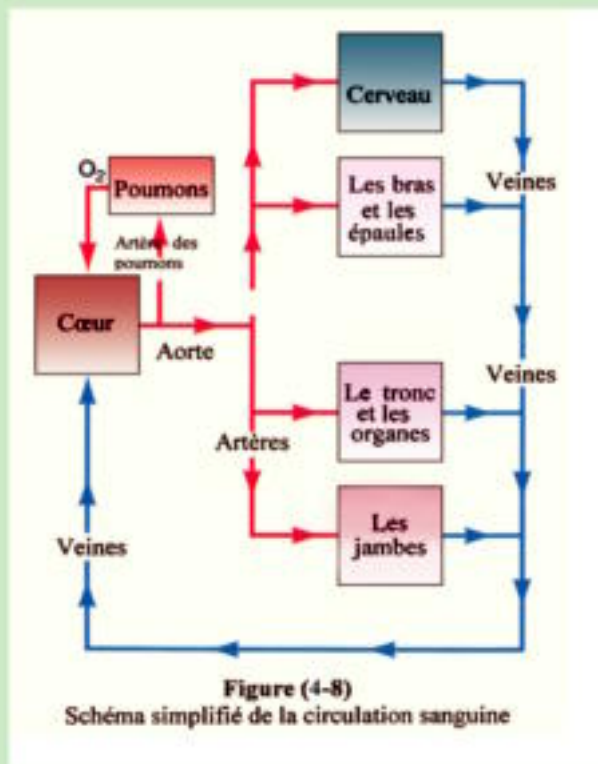 Cerveau
O₂
Poumons
Les bras
et les
épaules
Veines
Artère des
poumons
Cœur
Aorte
Veines
Le tronc
et les
organes
Artères
Les
jambes
Veines
Figure (4-8)
Schéma simplifié de la circulation sanguine